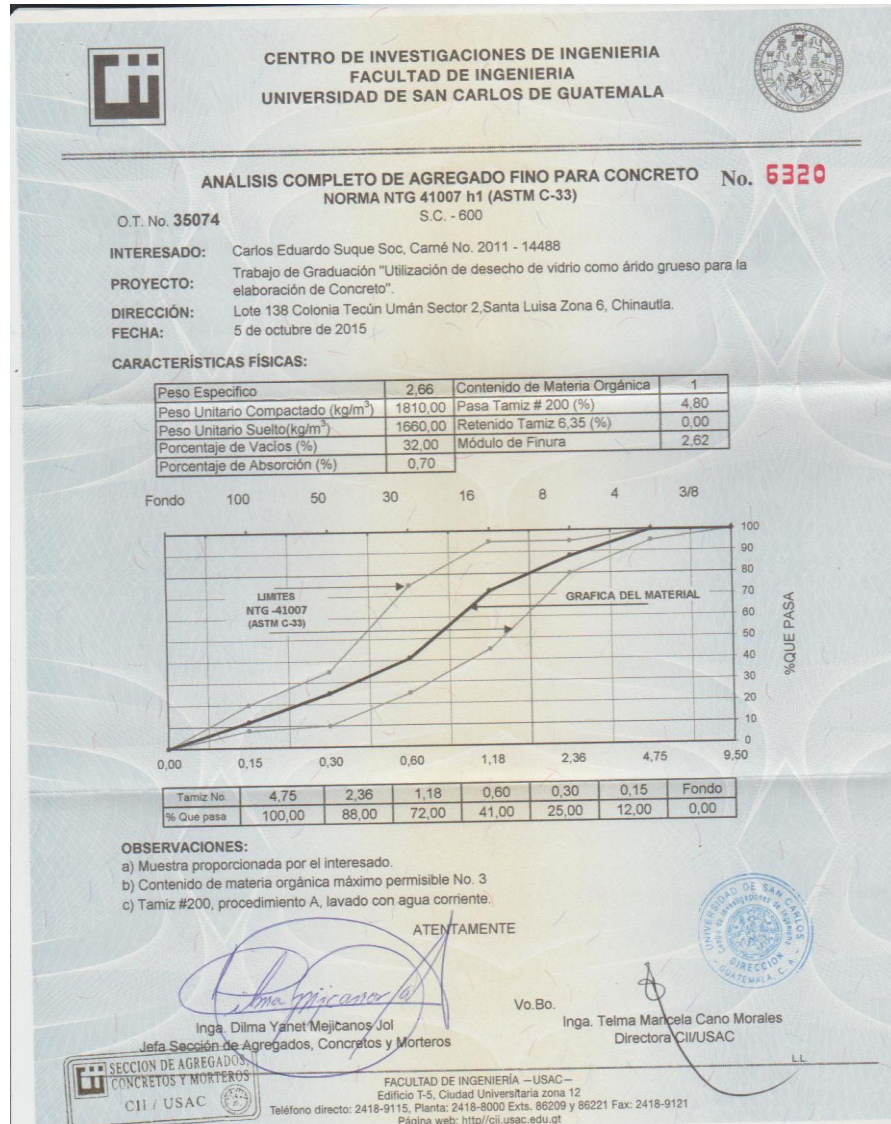 CENTRO DE INVESTIGACIONES DE INGENIERIA
FACULTAD DE INGENIERIA
UNIVERSIDAD DE SAN CARLOS DE GUATEMALA
ANÁLISIS COMPLETO DE AGREGADO FINO PARA CONCRETO No. 6320
NORMA NTG 41007 h1 (ASTM C-33)
O.T. No. 35074 S.C. - 600
INTERESADO: Carlos Eduardo Suque Soc, Carné No. 2011 - 14488
PROYECTO: Trabajo de Graduación "Utilización de desecho de vidrio como árido grueso para la
elaboración de Concreto".
DIRECCIÓN: Lote 138 Colonia Tecún Umán Sector 2,Santa Luisa Zona 6, Chinautla.
FECHA: 5 de octubre de 2015
CARACTERÍSTICAS FÍSICAS:
Peso Especifico 2,66 Contenido de Materia Orgánica 1
Peso Unitario Compactado (kg/m³) 1810,00 Pasa Tamiz # 200 (%) 4,80
Peso Unitario Suelto(kg/m³) 1660,00 Retenido Tamiz 6,35 (%) 0,00
Porcentaje de Vacíos (%) 32,00 Módulo de Finura 2,62
Porcentaje de Absorción (%) 0,70
Fondo 100 50 30 16 8 4 3/8
100
90
80
70
60
50
40
30
20
10
0
%QUE PASA
LIMITES
NTG -41007
(ASTM C-33)
GRAFICA DEL MATERIAL
0,00 0,15 0,30 0,60 1,18 2,36 4,75 9,50
Tamiz No. 4,75 2,36 1,18 0,60 0,30 0,15 Fondo
% Que pasa 100,00 88,00 72,00 41,00 25,00 12,00 0,00
OBSERVACIONES:
a) Muestra proporcionada por el interesado.
b) Contenido de materia orgánica máximo permisible No. 3
c) Tamiz #200, procedimiento A, lavado con agua corriente.
ATENTAMENTE
UNIVERSIDAD DE SAN CARLOS
Centro de Investigaciones de Ingeniería
DIRECCION
GUATEMALA, C. A.
Vo.Bo.
Inga. Dilma Yanet Mejicanos Jol
Jefa Sección de Agregados, Concretos y Morteros
Inga. Telma Maricela Cano Morales
Directora CII/USAC
LL
SECCION DE AGREGADOS,
CONCRETOS Y MORTEROS
CII / USAC
FACULTAD DE INGENIERÍA —USAC—
Edificio T-5, Ciudad Universitaria zona 12
Teléfono directo: 2418-9115, Planta: 2418-8000 Exts. 86209 y 86221 Fax: 2418-9121
Página web: http//cii.usac.edu.gt